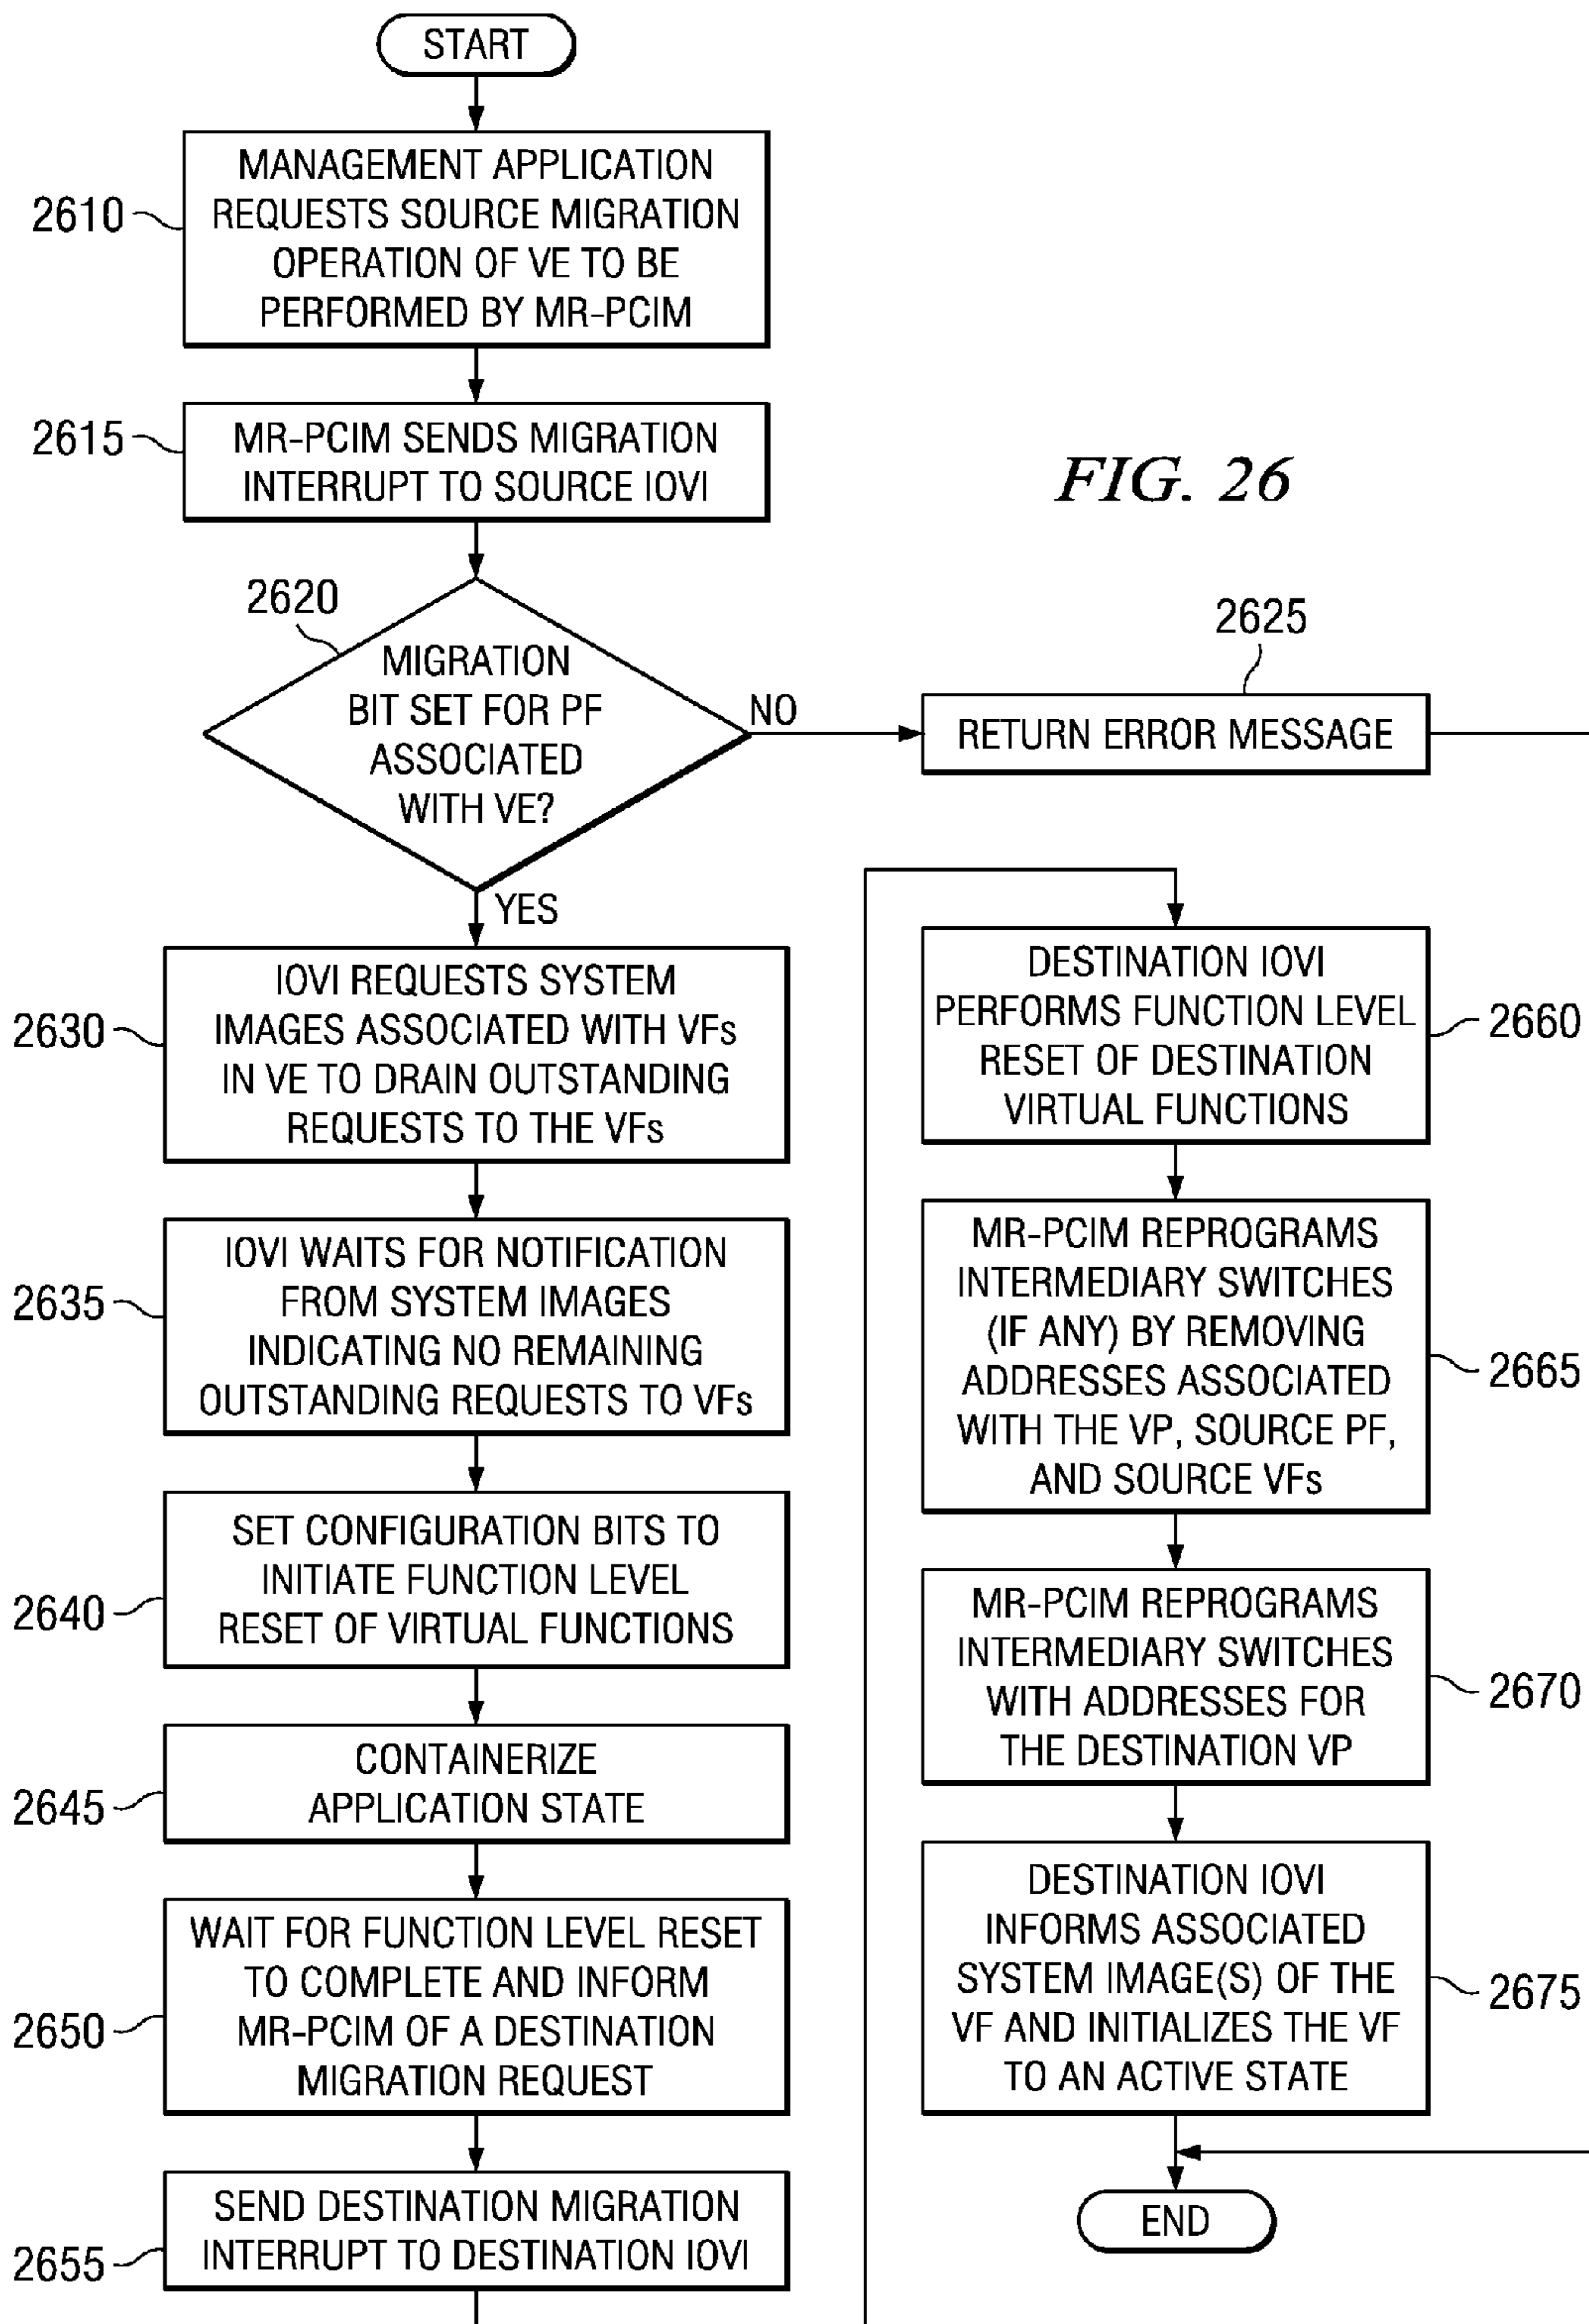 START
2610
MANAGEMENT APPLICATION
REQUESTS SOURCE MIGRATION
OPERATION OF VE TO BE
PERFORMED BY MR-PCIM
2615
MR-PCIM SENDS MIGRATION
INTERRUPT TO SOURCE IOVI
FIG. 26
2620
MIGRATION
BIT SET FOR PF
ASSOCIATED
WITH VE?
NO
2625
RETURN ERROR MESSAGE
YES
2630
IOVI REQUESTS SYSTEM
IMAGES ASSOCIATED WITH VFs
IN VE TO DRAIN OUTSTANDING
REQUESTS TO THE VFs
2635
IOVI WAITS FOR NOTIFICATION
FROM SYSTEM IMAGES
INDICATING NO REMAINING
OUTSTANDING REQUESTS TO VFs
2640
SET CONFIGURATION BITS TO
INITIATE FUNCTION LEVEL
RESET OF VIRTUAL FUNCTIONS
2645
CONTAINERIZE
APPLICATION STATE
2650
WAIT FOR FUNCTION LEVEL RESET
TO COMPLETE AND INFORM
MR-PCIM OF A DESTINATION
MIGRATION REQUEST
2655
SEND DESTINATION MIGRATION
INTERRUPT TO DESTINATION IOVI
DESTINATION IOVI
PERFORMS FUNCTION LEVEL
RESET OF DESTINATION
VIRTUAL FUNCTIONS
2660
MR-PCIM REPROGRAMS
INTERMEDIARY SWITCHES
(IF ANY) BY REMOVING
ADDRESSES ASSOCIATED
WITH THE VP, SOURCE PF,
AND SOURCE VFs
2665
MR-PCIM REPROGRAMS
INTERMEDIARY SWITCHES
WITH ADDRESSES FOR
THE DESTINATION VP
2670
DESTINATION IOVI
INFORMS ASSOCIATED
SYSTEM IMAGE(S) OF THE
VF AND INITIALIZES THE VF
TO AN ACTIVE STATE
2675
END